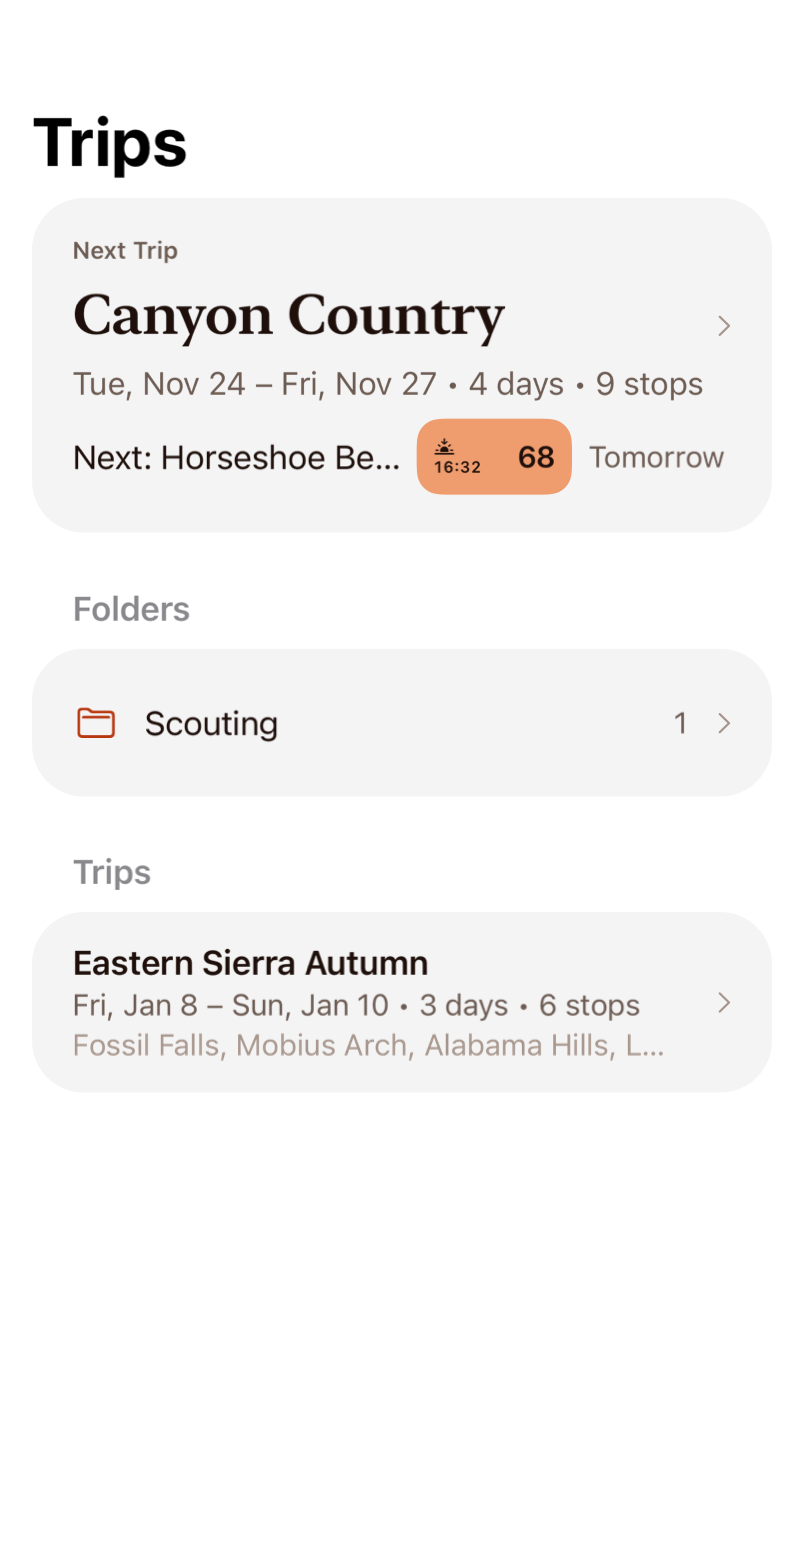 Trips
Next Trip
Canyon Country
Tue, Nov 24 – Fri, Nov 27 • 4 days • 9 stops
Next: Horseshoe Be... 16:32 68 Tomorrow
Folders
Scouting 1
Trips
Eastern Sierra Autumn
Fri, Jan 8 – Sun, Jan 10 • 3 days • 6 stops
Fossil Falls, Mobius Arch, Alabama Hills, L...